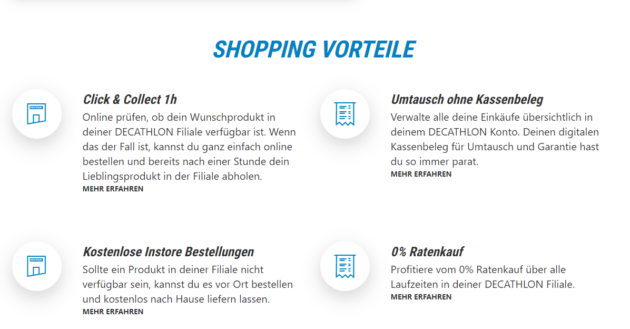 SHOPPING VORTEILE
Click & Collect 1h
Online prüfen, ob dein Wunschprodukt in
deiner DECATHLON Filiale verfügbar ist. Wenn
das der Fall ist, kannst du ganz einfach online
bestellen und bereits nach einer Stunde dein
Lieblingsprodukt in der Filiale abholen.
MEHR ERFAHREN
Umtausch ohne Kassenbeleg
Verwalte alle deine Einkäufe übersichtlich in
deinem DECATHLON Konto. Deinen digitalen
Kassenbeleg für Umtausch und Garantie hast
du so immer parat.
MEHR ERFAHREN
Kostenlose Instore Bestellungen
Sollte ein Produkt in deiner Filiale nicht
verfügbar sein, kannst du es vor Ort bestellen
und kostenlos nach Hause liefern lassen.
MEHR ERFAHREN
0% Ratenkauf
Profitiere vom 0% Ratenkauf über alle
Laufzeiten in deiner DECATHLON Filiale.
MEHR ERFAHREN